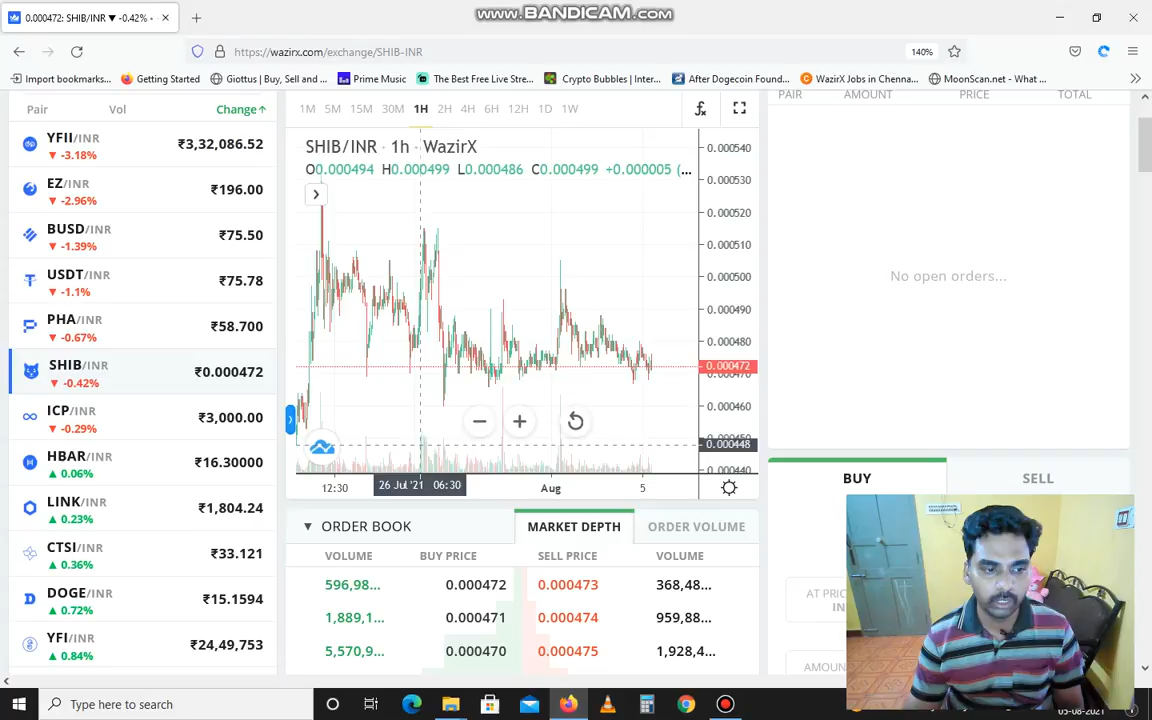 www.BANDICAM.com
0.000472: SHIB/INR ▼ -0.42% •
https://wazirx.com/exchange/SHIB-INR
140%
Import bookmarks...
Getting Started
Giottus | Buy, Sell and ...
Prime Music
The Best Free Live Stre...
Crypto Bubbles | Inter...
After Dogecoin Found...
WazirX Jobs in Chenna...
MoonScan.net - What ...
Pair Vol Change↑
YFII/INR ₹3,32,086.52
▼ -3.18%
EZ/INR ₹196.00
▼ -2.96%
BUSD/INR ₹75.50
▼ -1.39%
USDT/INR ₹75.78
▼ -1.1%
PHA/INR ₹58.700
▼ -0.67%
SHIB/INR ₹0.000472
▼ -0.42%
ICP/INR ₹3,000.00
▼ -0.29%
HBAR/INR ₹16.30000
▲ 0.06%
LINK/INR ₹1,804.24
▲ 0.23%
CTSI/INR ₹33.121
▲ 0.36%
DOGE/INR ₹15.1594
▲ 0.72%
YFI/INR ₹24,49,753
▲ 0.84%
1M 5M 15M 30M 1H 2H 4H 6H 12H 1D 1W
SHIB/INR · 1h · WazirX
O0.000494 H0.000499 L0.000486 C0.000499 +0.000005 (...
0.000540
0.000530
0.000520
0.000510
0.000500
0.000490
0.000480
0.000472
0.000470
0.000460
0.000448
0.000440
12:30 26 Jul '21 06:30 Aug 5
▼ ORDER BOOK MARKET DEPTH ORDER VOLUME
VOLUME BUY PRICE SELL PRICE VOLUME
596,98... 0.000472 0.000473 368,48...
1,889,1... 0.000471 0.000474 959,88...
5,570,9... 0.000470 0.000475 1,928,4...
PAIR AMOUNT PRICE TOTAL
No open orders...
BUY SELL
AT PRIC
IN
AMOUN
Type here to search
05-08-2021